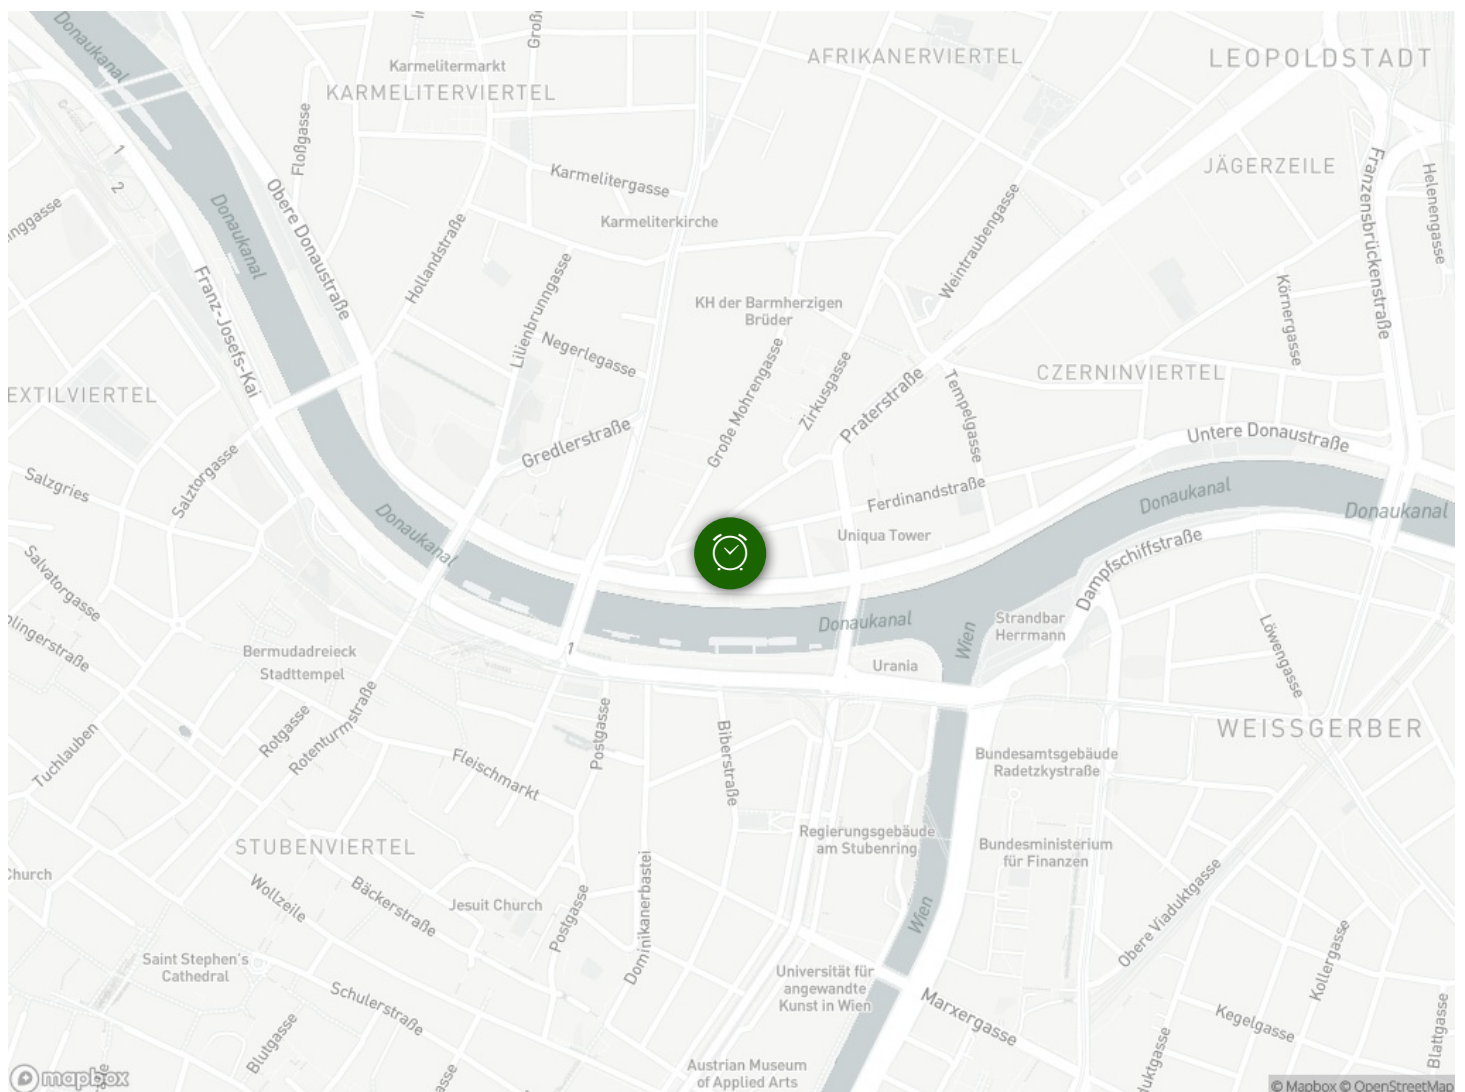 Donaukanal
Karmelitermarkt
KARMELITERVIERTEL
AFRIKANERVIERTEL
LEOPOLDSTADT
Große
1
2
Floßgasse
Obere Donaustraße
Karmelitergasse
Karmeliterkirche
JÄGERZEILE
Franzensbrückenstraße
Helenengasse
Donaukanal
Hollandstraße
Weintraubengasse
Franz-Josefs-Kai
Lilienbrunngasse
Negerlegasse
KH der Barmherzigen
Brüder
Körnergasse
EXTILVIERTEL
Große Mohrengasse
Zirkusgasse
Praterstraße
Tempelgasse
CZERNINVIERTEL
Gredlerstraße
Untere Donaustraße
Salzgries
Salztorgasse
Ferdinandstraße
Donaukanal
Donaukanal
Donaukanal
Uniqua Tower
Dampfschiffstraße
Salvatorgasse
Donaukanal
Wien
Strandbar
Herrmann
Löwengasse
Bermudadreieck
Stadttempel
1
Urania
Rotgasse
Rotenturmstraße
Tuchlauben
Fleischmarkt
Postgasse
Biberstraße
WEISSGERBER
Bundesamtsgebäude
Radetzkystraße
STUBENVIERTEL
Regierungsgebäude
am Stubenring
Bundesministerium
für Finanzen
Church
Wollzeile
Bäckerstraße
Jesuit Church
Postgasse
Dominikanerbastei
Wien
Obere Viaduktgasse
Kollergasse
Saint Stephen's
Cathedral
Schulerstraße
Blutgasse
Universität für
angewandte
Kunst in Wien
Marxergasse
Kegelgasse
Blattgasse
Austrian Museum
of Applied Arts
mapbox
© Mapbox © OpenStreetMap